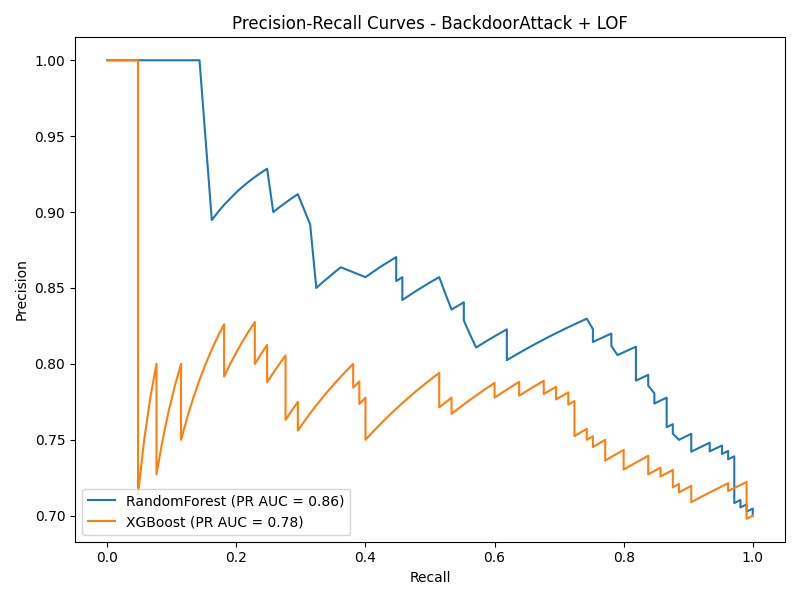 Precision-Recall Curves - BackdoorAttack + LOF
Precision
1.00
0.95
0.90
0.85
0.80
0.75
0.70
RandomForest (PR AUC = 0.86)
XGBoost (PR AUC = 0.78)
0.0 0.2 0.4 0.6 0.8 1.0
Recall